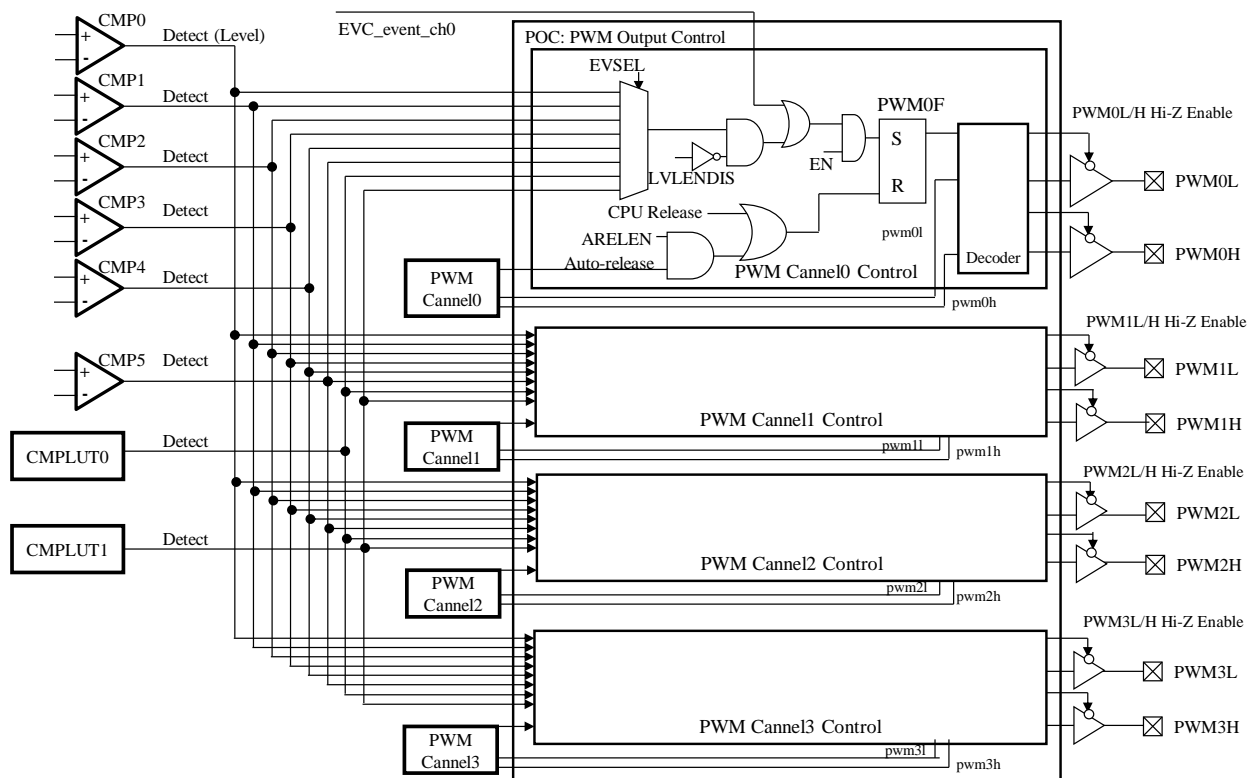 CMP0
+
-
Detect (Level)
EVC_event_ch0
POC: PWM Output Control
EVSEL
CMP1
+
-
Detect
PWM0F
PWM0L/H Hi-Z Enable
S
CMP2
+
-
Detect
EN
LVLENDIS
R
PWM0L
CMP3
+
-
Detect
CPU Release
pwm0l
ARELEN
Auto-release
PWM Cannel0 Control
Decoder
PWM0H
CMP4
+
-
Detect
PWM
Cannel0
pwm0h
PWM1L/H Hi-Z Enable
CMP5
+
-
Detect
PWM1L
PWM Cannel1 Control
PWM1H
CMPLUT0
Detect
PWM
Cannel1
pwm1l
pwm1h
PWM2L/H Hi-Z Enable
PWM2L
CMPLUT1
Detect
PWM Cannel2 Control
PWM2H
PWM
Cannel2
pwm2l
pwm2h
PWM3L/H Hi-Z Enable
PWM3L
PWM Cannel3 Control
PWM3H
PWM
Cannel3
pwm3l
pwm3h